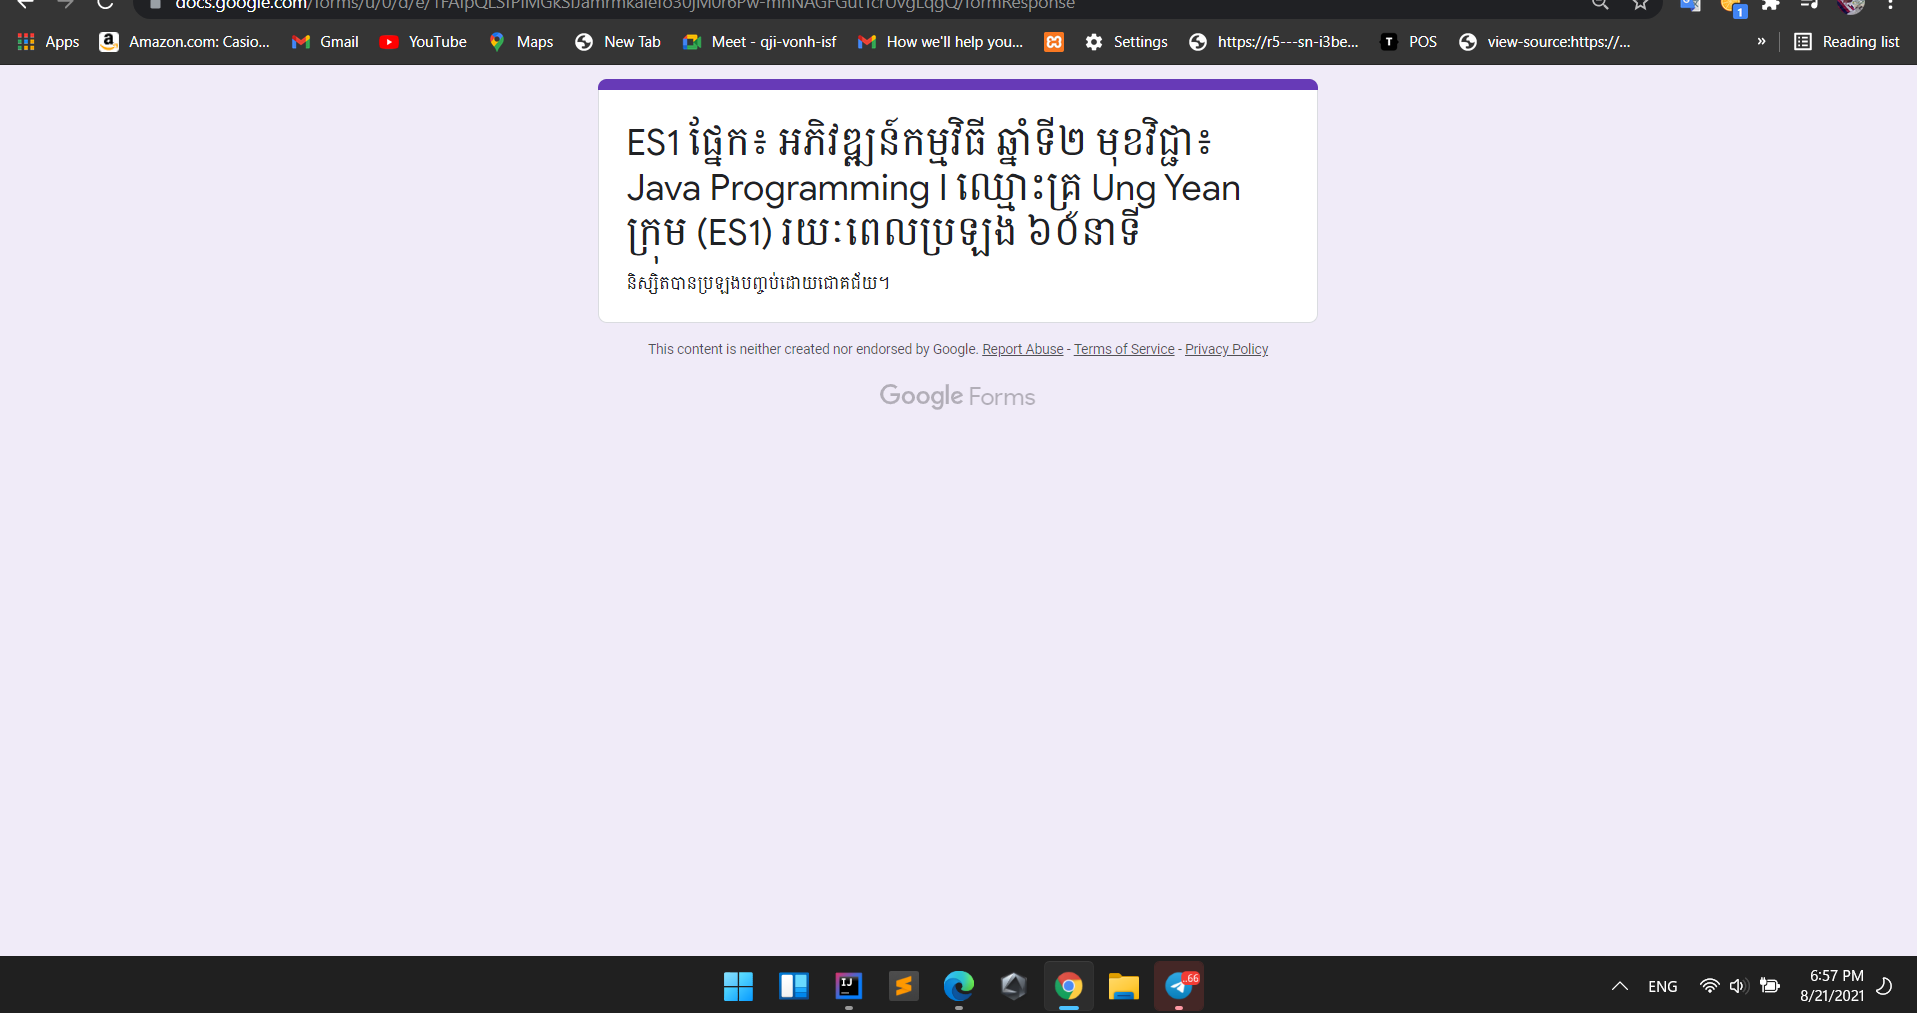 docs.google.com
Apps
Amazon.com: Casio...
Gmail
YouTube
Maps
New Tab
Meet - qji-vonh-isf
How we'll help you...
Settings
https://r5---sn-i3be...
POS
view-source:https://...
»
Reading list
ES1 ផ្នែក៖ អភិវឌ្ឍន៍កម្មវិធី ឆ្នាំទី២ មុខវិជ្ជា៖
Java Programming I ឈ្មោះគ្រ Ung Yean
ក្រុម (ES1) រយៈពេលប្រឡង ៦០នាទី
និស្សិតបានប្រឡងបញ្ចប់ដោយជោគជ័យ។
This content is neither created nor endorsed by Google. Report Abuse - Terms of Service - Privacy Policy
Google Forms
ENG
6:57 PM
8/21/2021